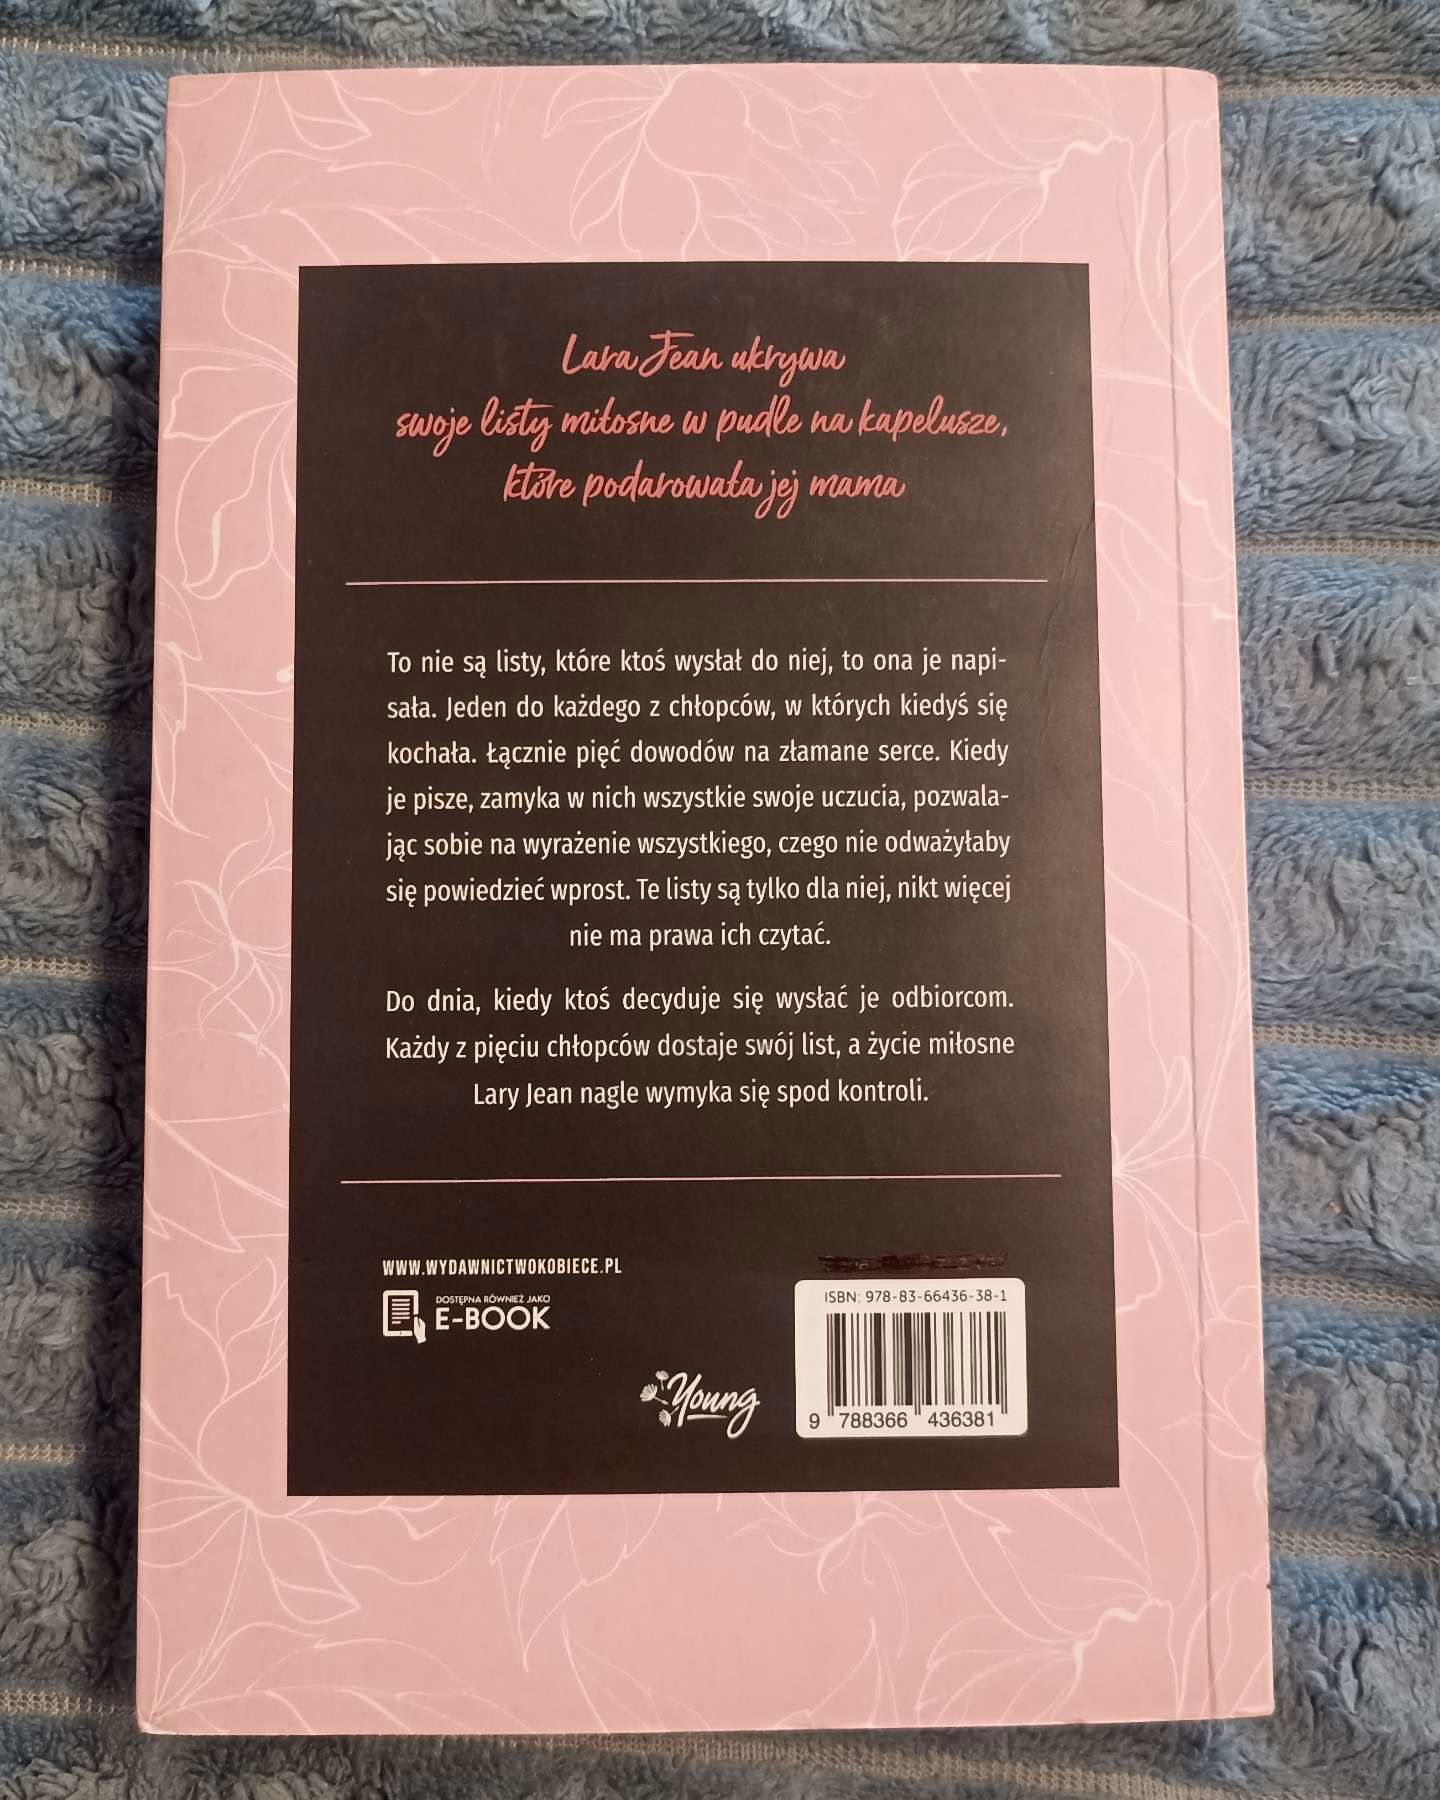 Lara Jean ukrywa
swoje listy miłosne w pudle na kapelusze,
które podarowała jej mama
To nie są listy, które ktoś wysłał do niej, to ona je napi-
sała. Jeden do każdego z chłopców, w których kiedyś się
kochała. Łącznie pięć dowodów na złamane serce. Kiedy
je pisze, zamyka w nich wszystkie swoje uczucia, pozwala-
jąc sobie na wyrażenie wszystkiego, czego nie odważyłaby
się powiedzieć wprost. Te listy są tylko dla niej, nikt więcej
nie ma prawa ich czytać.
Do dnia, kiedy ktoś decyduje się wysłać je odbiorcom.
Każdy z pięciu chłopców dostaje swój list, a życie miłosne
Lary Jean nagle wymyka się spod kontroli.
WWW.WYDAWNICTWOKOBIECE.PL
DOSTĘPNA RÓWNIEŻ JAKO
E-BOOK
Young
ISBN: 978-83-66436-38-1
9 788366 436381